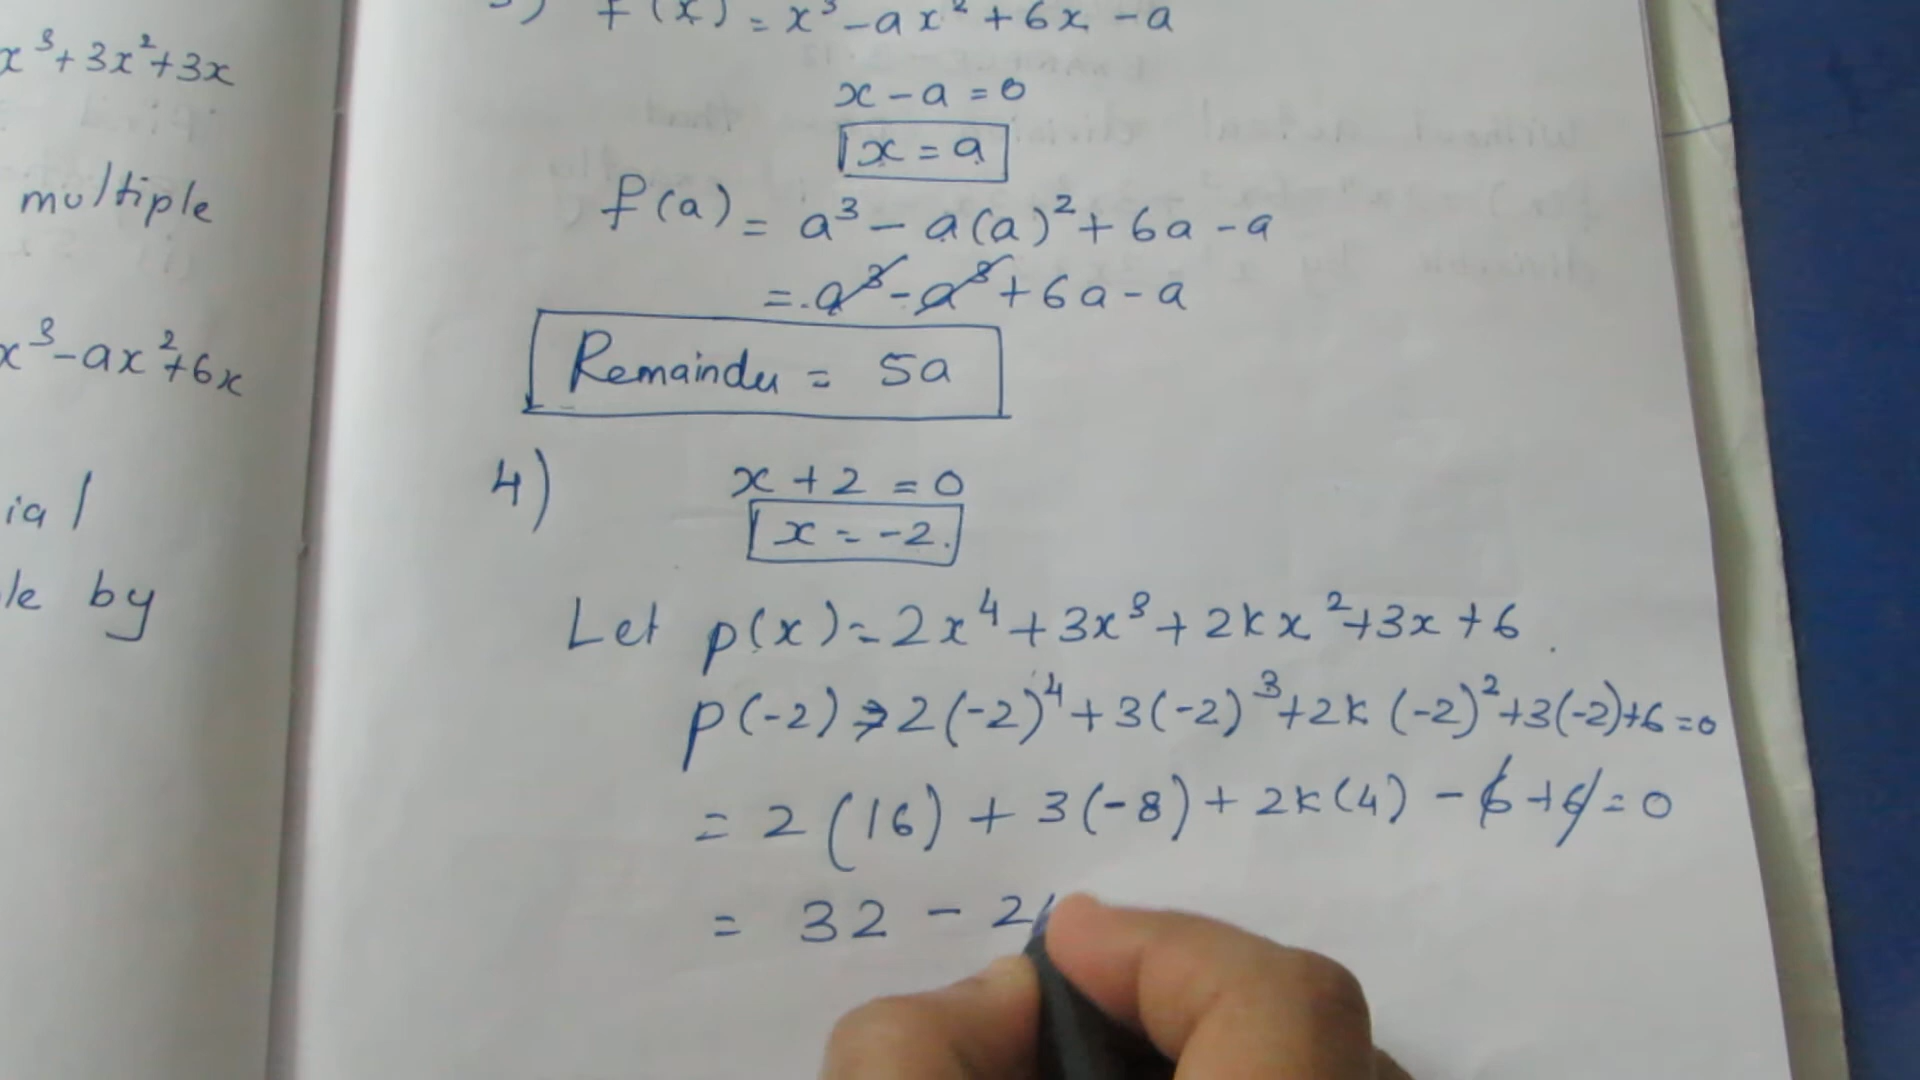 x³+3x²+3x
multiple
x³-ax²+6x
ial
le by
f(x) = x³-ax²+6x-a
x-a=0
x=a
f(a) = a³-a(a)²+6a-a
= a³-a³+6a-a
Remainder = 5a
4) x+2=0
x=-2.
Let p(x)=2x⁴+3x³+2kx²+3x+6.
p(-2)⇒2(-2)⁴+3(-2)³+2k(-2)²+3(-2)+6=0
= 2(16)+3(-8)+2k(4)-6+6=0
= 32-24